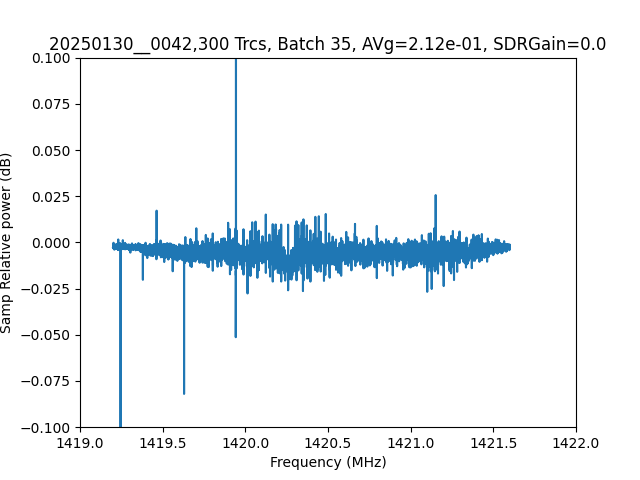 20250130__0042,300 Trcs, Batch 35, AVg=2.12e-01, SDRGain=0.0
0.100
0.075
0.050
0.025
0.000
−0.025
−0.050
−0.075
−0.100
Samp Relative power (dB)
1419.0 1419.5 1420.0 1420.5 1421.0 1421.5 1422.0
Frequency (MHz)